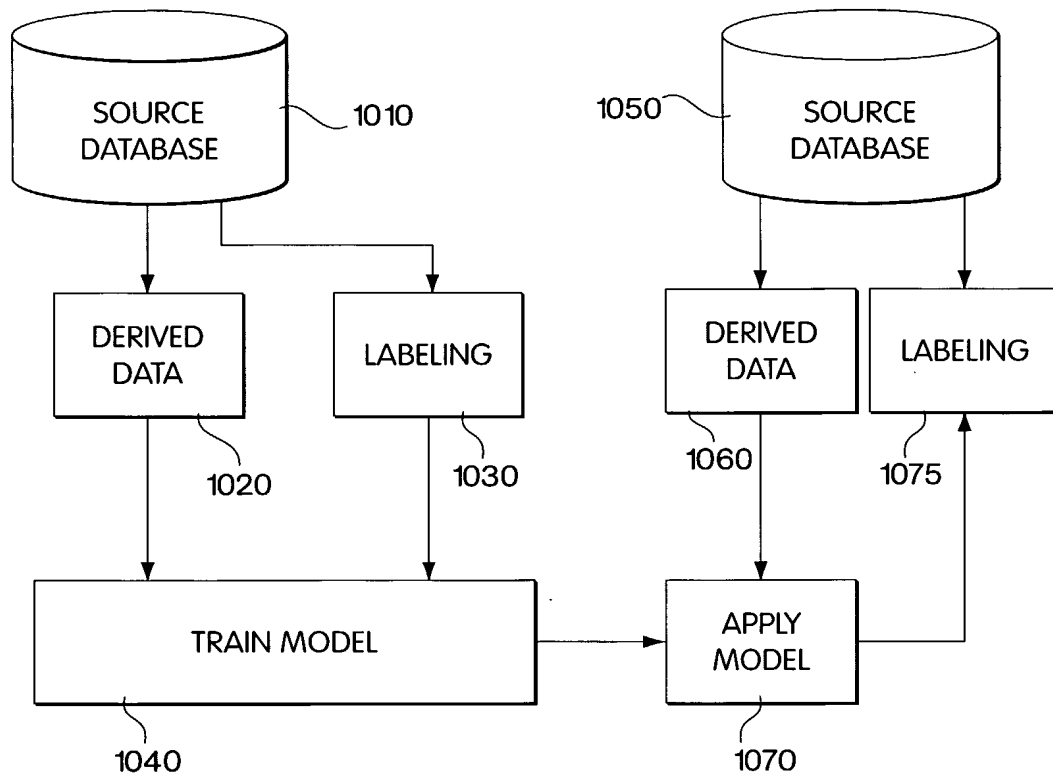 SOURCE
DATABASE
1010
1050
SOURCE
DATABASE
DERIVED
DATA
LABELING
DERIVED
DATA
LABELING
1020
1030
1060
1075
TRAIN MODEL
APPLY
MODEL
1040
1070